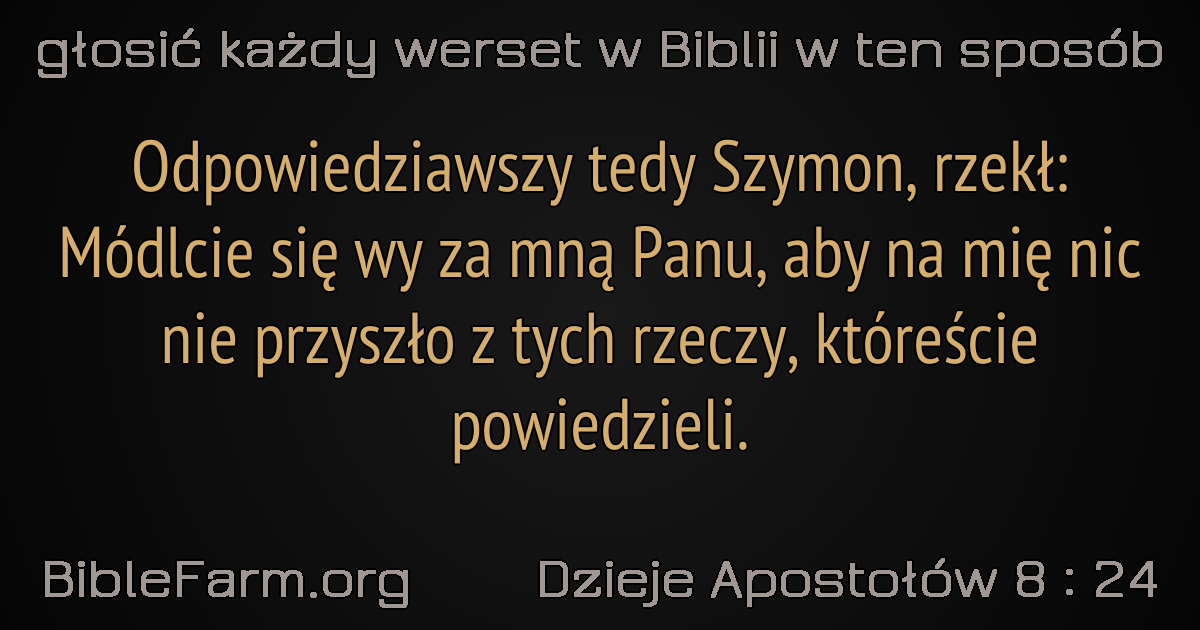 głosić każdy werset w Biblii w ten sposób
Odpowiedziawszy tedy Szymon, rzekł:
Módlcie się wy za mną Panu, aby na mię nic
nie przyszło z tych rzeczy, któreście
powiedzieli.
BibleFarm.org Dzieje Apostołów 8 : 24